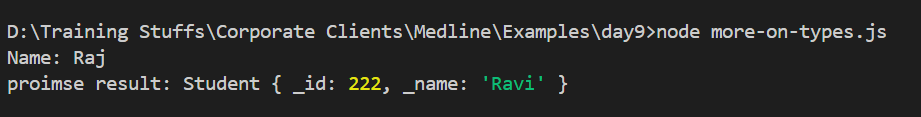 D:\Training Stuffs\Corporate Clients\Medline\Examples\day9>node more-on-types.js
Name: Raj
proimse result: Student { _id: 222, _name: 'Ravi' }